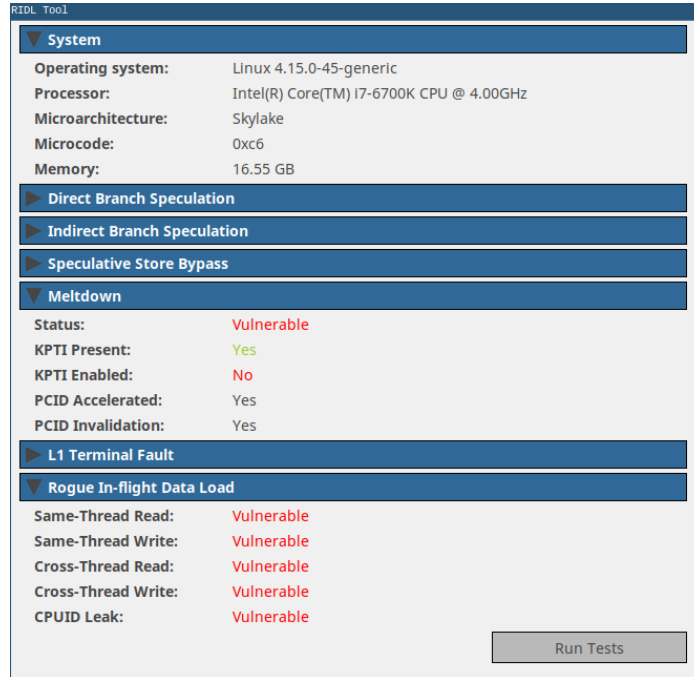 RIDL Tool
System
Operating system: Linux 4.15.0-45-generic
Processor: Intel(R) Core(TM) i7-6700K CPU @ 4.00GHz
Microarchitecture: Skylake
Microcode: 0xc6
Memory: 16.55 GB
Direct Branch Speculation
Indirect Branch Speculation
Speculative Store Bypass
Meltdown
Status: Vulnerable
KPTI Present: Yes
KPTI Enabled: No
PCID Accelerated: Yes
PCID Invalidation: Yes
L1 Terminal Fault
Rogue In-flight Data Load
Same-Thread Read: Vulnerable
Same-Thread Write: Vulnerable
Cross-Thread Read: Vulnerable
Cross-Thread Write: Vulnerable
CPUID Leak: Vulnerable
Run Tests